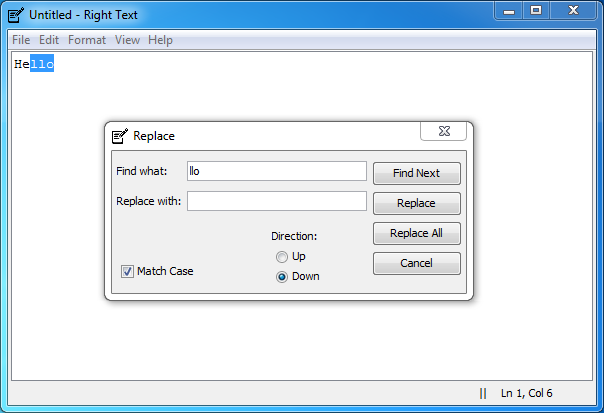 Untitled - Right Text
File Edit Format View Help
Hello
Replace
Find what: llo Find Next
Replace with: Replace
Direction: Replace All
Up
Match Case Down Cancel
Ln 1, Col 6